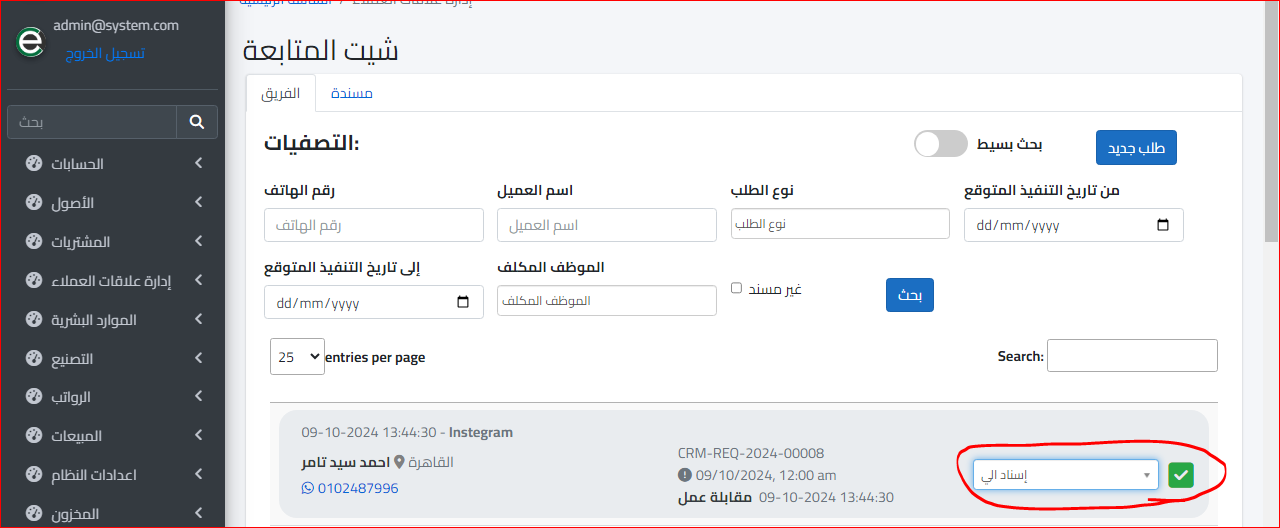 إدارة علاقات العملاء / الشاشة الرئيسية
admin@system.com
تسجيل الخروج
بحث
الحسابات
الأصول
المشتريات
إدارة علاقات العملاء
الموارد البشرية
التصنيع
الرواتب
المبيعات
اعدادات النظام
المخزون
شيت المتابعة
الفريق
مسندة
التصفيات:
بحث بسيط
طلب جديد
رقم الهاتف
اسم العميل
نوع الطلب
من تاريخ التنفيذ المتوقع
رقم الهاتف
اسم العميل
نوع الطلب
dd/mm/yyyy
إلى تاريخ التنفيذ المتوقع
الموظف المكلف
dd/mm/yyyy
الموظف المكلف
غير مسند
بحث
25 entries per page
Search:
09-10-2024 13:44:30 - Instegram
احمد سيد تامر القاهرة
0102487996
CRM-REQ-2024-00008
09/10/2024, 12:00 am
مقابلة عمل 09-10-2024 13:44:30
إسناد الي